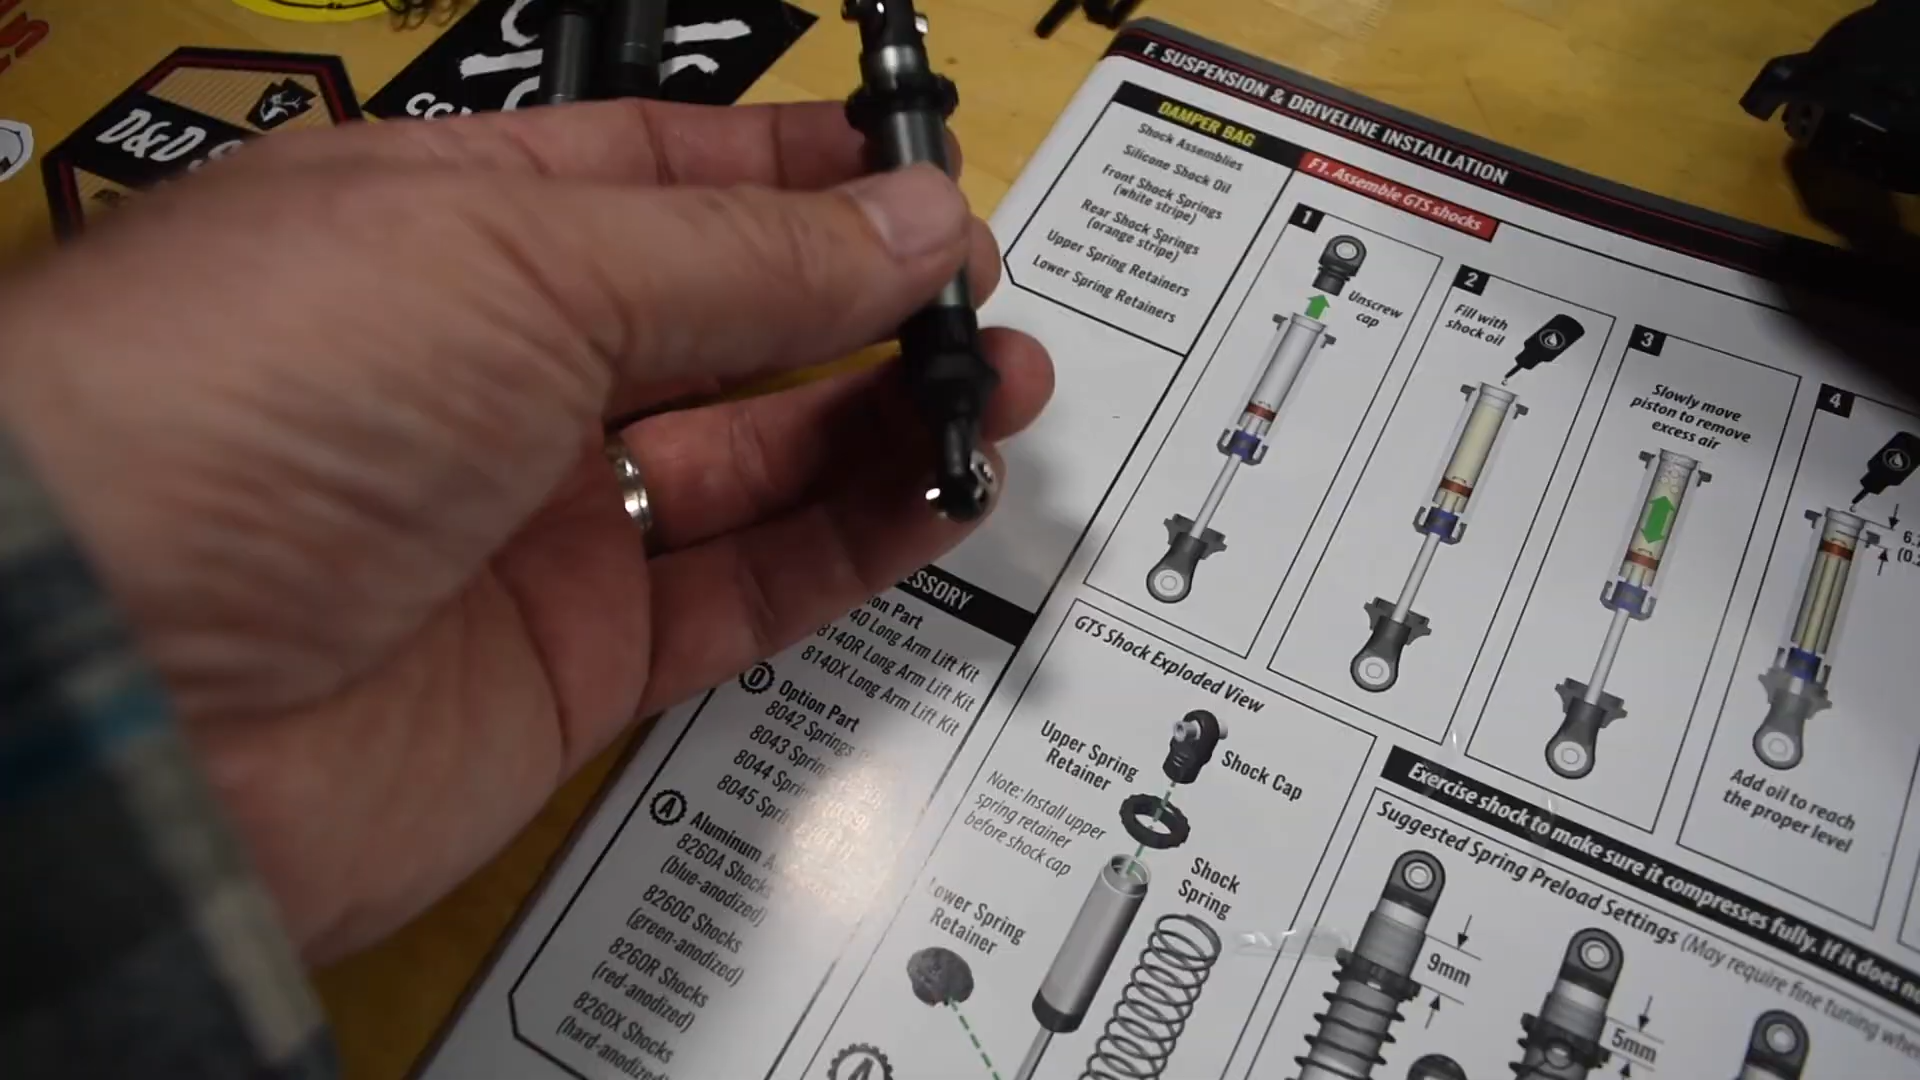 D&D
F. SUSPENSION & DRIVELINE INSTALLATION
DAMPER BAG
Shock Assemblies
Silicone Shock Oil
Front Shock Springs
(white stripe)
Rear Shock Springs
(orange stripe)
Upper Spring Retainers
Lower Spring Retainers
F1. Assemble GTS shocks
1
Unscrew
cap
2
Fill with
shock oil
3
Slowly move
piston to remove
excess air
4
Add oil to reach
the proper level
40 Long Arm Lift Kit
8140R Long Arm Lift Kit
8140X Long Arm Lift Kit
Option Part
8042 Springs
8043
8044
8045
A
Aluminum
8260A Shocks
(blue-anodized)
8260G Shocks
(green-anodized)
8260R Shocks
(red-anodized)
8260X Shocks
GTS Shock Exploded View
Upper Spring
Retainer
Shock Cap
Note: Install upper
spring retainer
before shock cap
Shock
Spring
Lower Spring
Retainer
Exercise shock to make sure it compresses fully. If it does
Suggested Spring Preload Settings (May require fine tuning
9mm
5mm